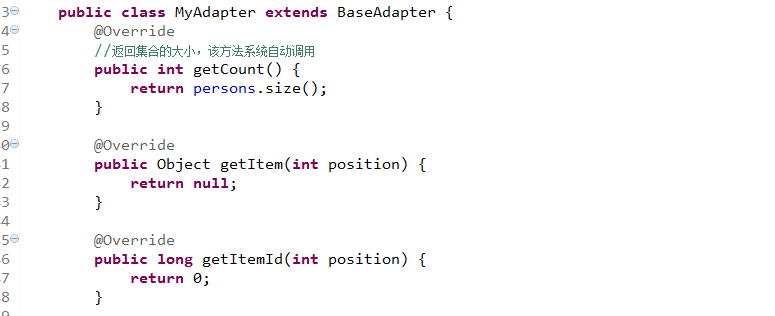 3 public class MyAdapter extends BaseAdapter {
4 @Override
5 //返回集合的大小，该方法系统自动调用
6 public int getCount() {
7 return persons.size();
8 }
9
0 @Override
1 public Object getItem(int position) {
2 return null;
3 }
4
5 @Override
6 public long getItemId(int position) {
7 return 0;
8 }